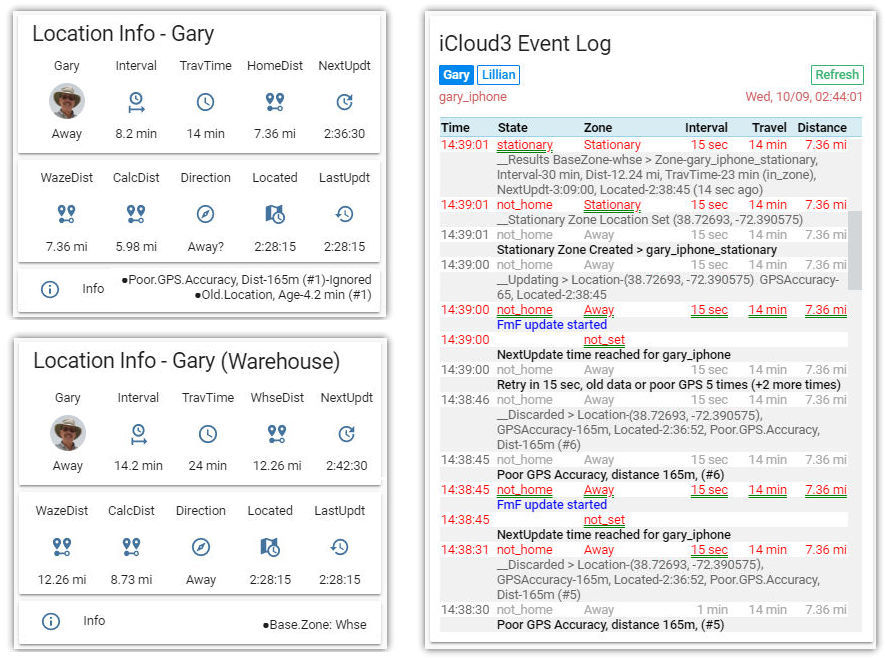 Location Info - Gary
Gary Interval TravTime HomeDist NextUpdt
Away 8.2 min 14 min 7.36 mi 2:36:30
WazeDist CalcDist Direction Located LastUpdt
7.36 mi 5.98 mi Away? 2:28:15 2:28:15
Info
●Poor.GPS.Accuracy, Dist-165m (#1)-Ignored
●Old.Location, Age-4.2 min (#1)
Location Info - Gary (Warehouse)
Gary Interval TravTime WhseDist NextUpdt
Away 14.2 min 24 min 12.26 mi 2:42:30
WazeDist CalcDist Direction Located LastUpdt
12.26 mi 8.73 mi Away 2:28:15 2:28:15
Info ●Base.Zone: Whse
iCloud3 Event Log
Gary Lillian Refresh
gary_iphone Wed, 10/09, 02:44:01
Time State Zone Interval Travel Distance
14:39:01 stationary Stationary 15 sec 14 min 7.36 mi
__Results BaseZone-whse > Zone-gary_iphone_stationary,
Interval-30 min, Dist-12.24 mi, TravTime-23 min (in_zone),
NextUpdt-3:09:00, Located-2:38:45 (14 sec ago)
14:39:01 not_home Stationary 15 sec 14 min 7.36 mi
__Stationary Zone Location Set (38.72693, -72.390575)
14:39:01 not_home Away 15 sec 14 min 7.36 mi
Stationary Zone Created > gary_iphone_stationary
14:39:00 not_home Away 15 sec 14 min 7.36 mi
__Updating > Location-(38.72693, -72.390575) GPSAccuracy-
65, Located-2:38:45
14:39:00 not_home Away 15 sec 14 min 7.36 mi
FmF update started
14:39:00 not_set
NextUpdate time reached for gary_iphone
14:39:00 not_home Away 15 sec 14 min 7.36 mi
Retry in 15 sec, old data or poor GPS 5 times (+2 more times)
14:38:46 not_home Away 15 sec 14 min 7.36 mi
__Discarded > Location-(38.72693, -72.390575),
GPSAccuracy-165m, Located-2:36:52, Poor.GPS.Accuracy,
Dist-165m (#6)
14:38:45 not_home Away 15 sec 14 min 7.36 mi
Poor GPS Accuracy, distance 165m, (#6)
14:38:45 not_home Away 15 sec 14 min 7.36 mi
FmF update started
14:38:45 not_set
NextUpdate time reached for gary_iphone
14:38:31 not_home Away 15 sec 14 min 7.36 mi
__Discarded > Location-(38.72693, -72.390575),
GPSAccuracy-165m, Located-2:36:52, Poor.GPS.Accuracy,
Dist-165m (#5)
14:38:30 not_home Away 1 min 14 min 7.36 mi
Poor GPS Accuracy, distance 165m, (#5)